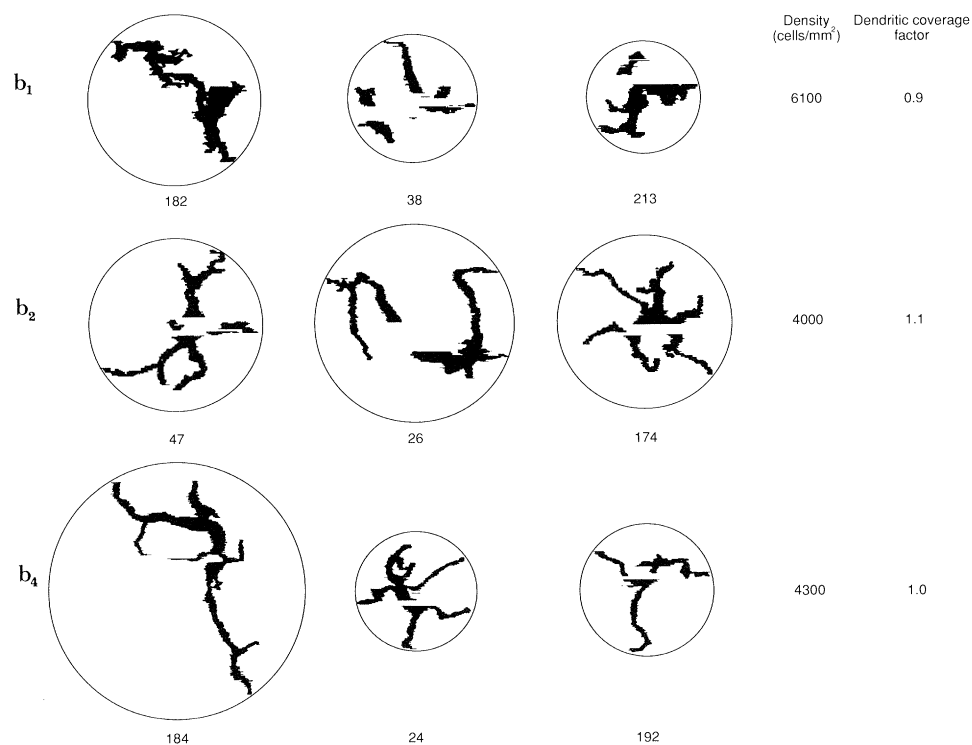 Density Dendritic coverage
(cells/mm²) factor
b₁ 6100 0.9
182 38 213
b₂ 4000 1.1
47 26 174
b₄ 4300 1.0
184 24 192